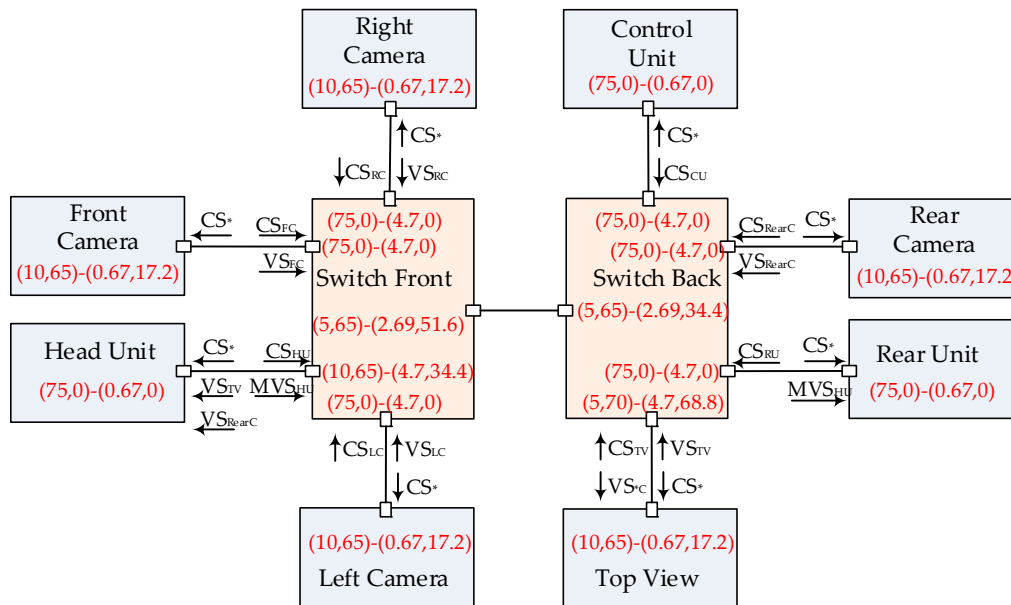 Right
Camera
(10,65)-(0.67,17.2)
Control
Unit
(75,0)-(0.67,0)
CS*
CSRC
VSRC
CS*
CSCU
Front
Camera
(10,65)-(0.67,17.2)
CS*
CSFC
VSFC
(75,0)-(4.7,0)
(75,0)-(4.7,0)
Switch Front
(5,65)-(2.69,51.6)
(10,65)-(4.7,34.4)
(75,0)-(4.7,0)
(75,0)-(4.7,0)
(75,0)-(4.7,0)
Switch Back
(5,65)-(2.69,34.4)
(75,0)-(4.7,0)
(5,70)-(4.7,68.8)
CSRearC
CS*
VSRearC
Rear
Camera
(10,65)-(0.67,17.2)
Head Unit
(75,0)-(0.67,0)
CS*
CSHU
VSTV
MVSHU
VSRearC
CSRU
CS*
MVSHU
Rear Unit
(75,0)-(0.67,0)
CSLC
VSLC
CS*
CSTV
VSTV
VS*C
CS*
(10,65)-(0.67,17.2)
Left Camera
(10,65)-(0.67,17.2)
Top View